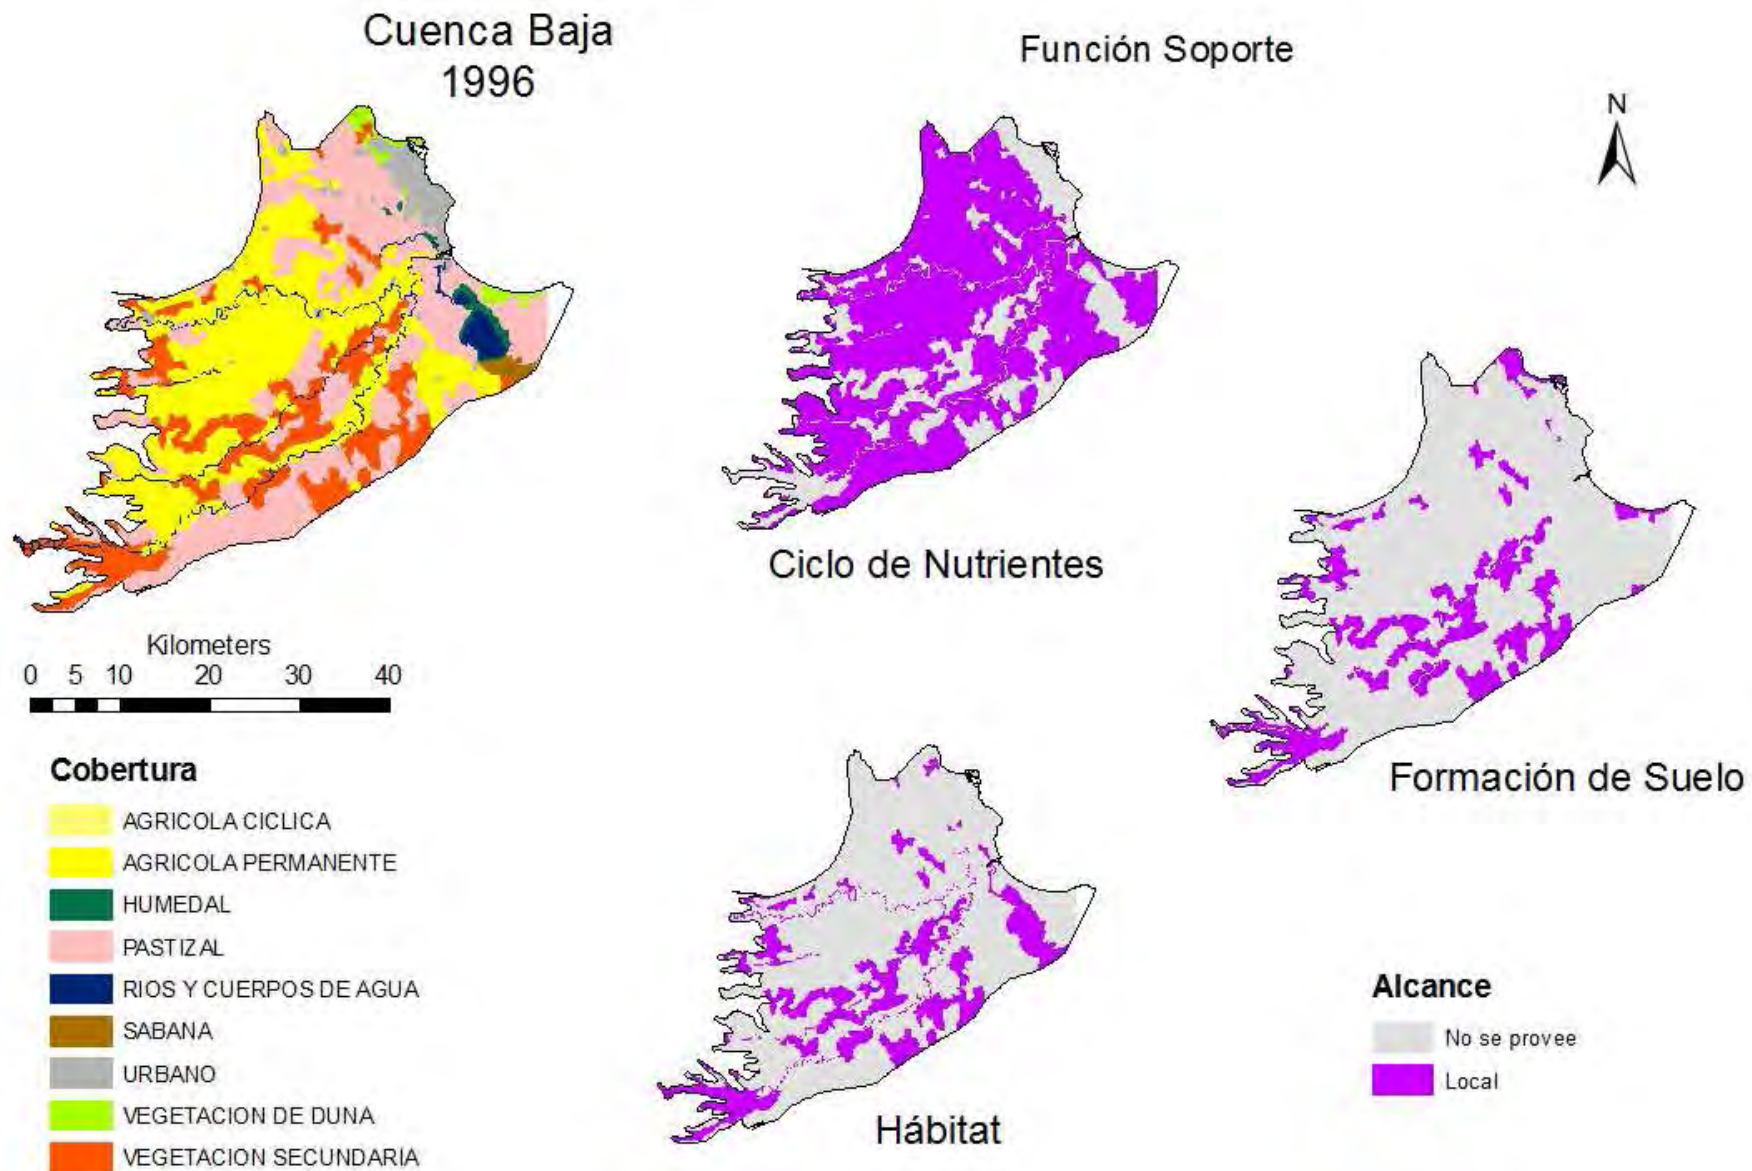 Cuenca Baja
1996
Función Soporte
N
Ciclo de Nutrientes
Kilometers
0 5 10 20 30 40
Formación de Suelo
Cobertura
AGRICOLA CICLICA
AGRICOLA PERMANENTE
HUMEDAL
PASTIZAL
RIOS Y CUERPOS DE AGUA
SABANA
URBANO
VEGETACION DE DUNA
VEGETACION SECUNDARIA
Hábitat
Alcance
No se provee
Local